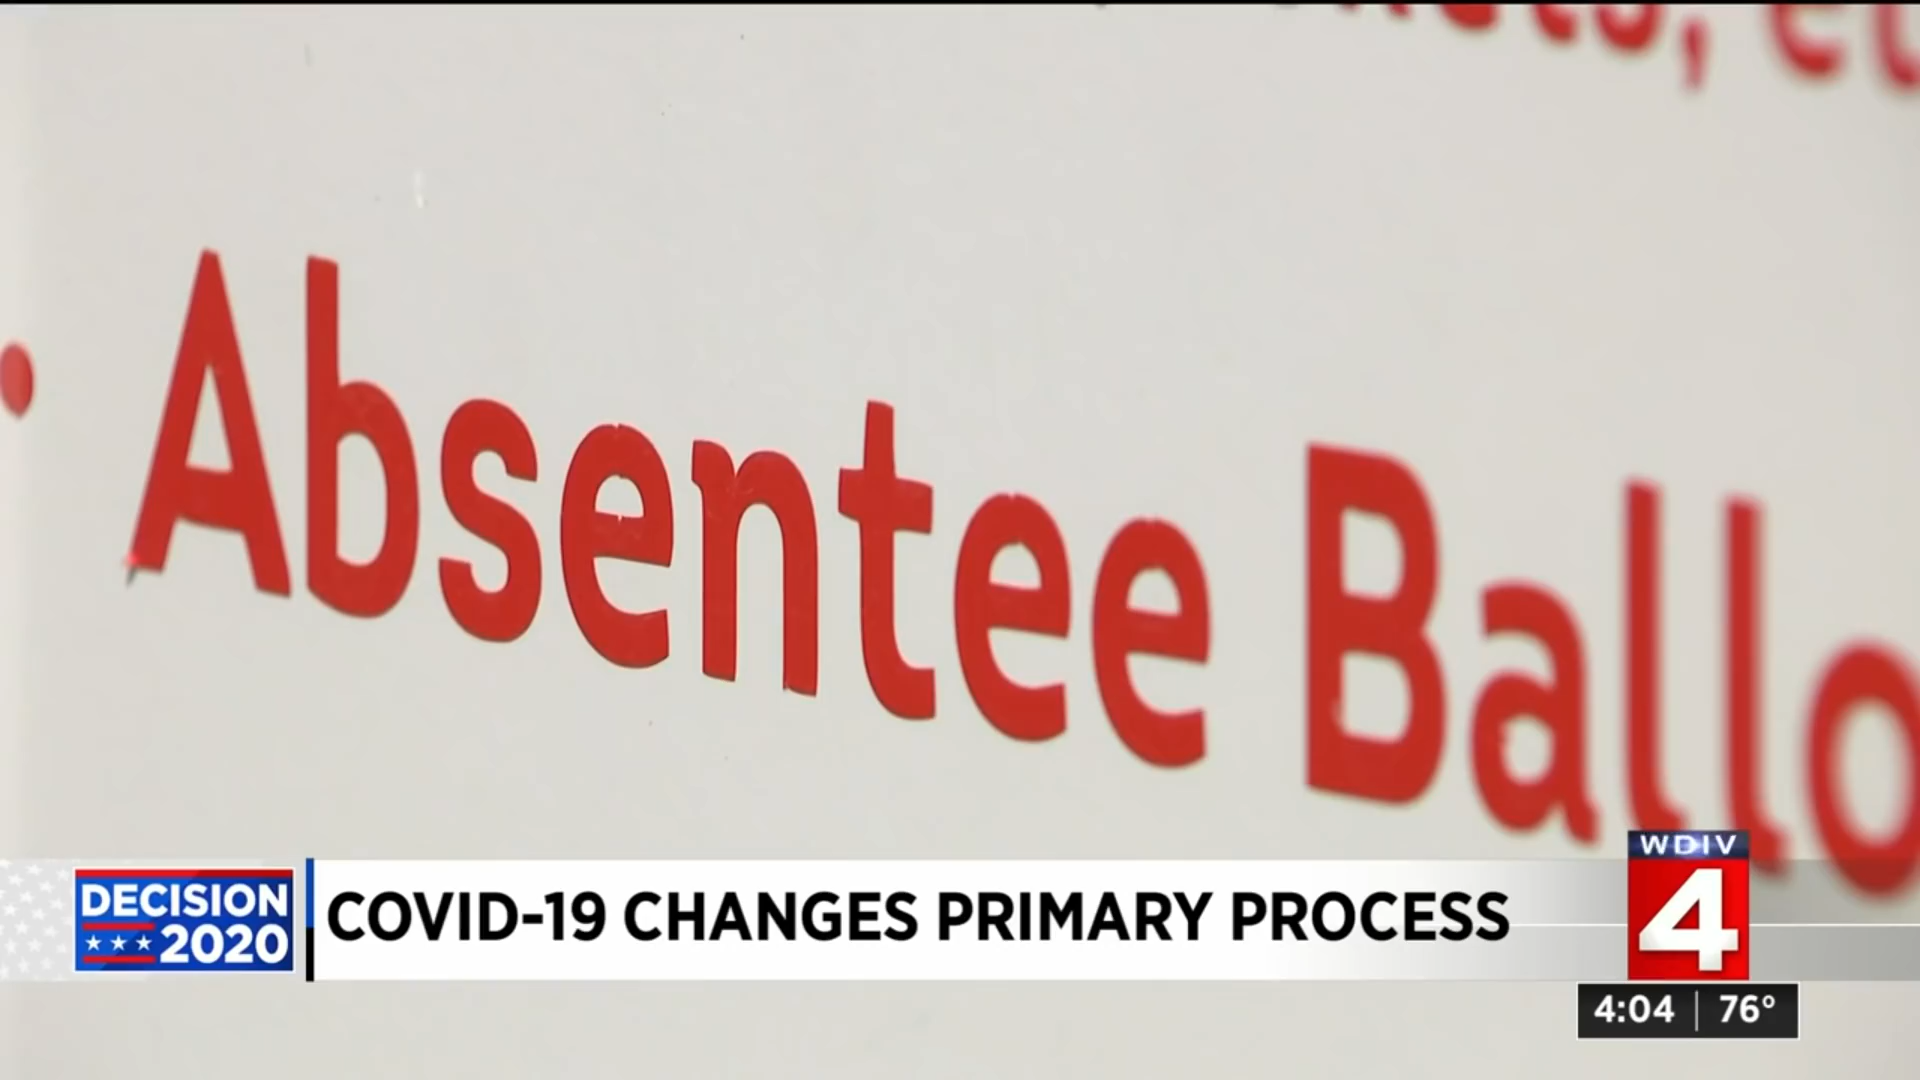 • Absentee Ballo
DECISION
2020
COVID-19 CHANGES PRIMARY PROCESS
WDIV
4
4:04 | 76°